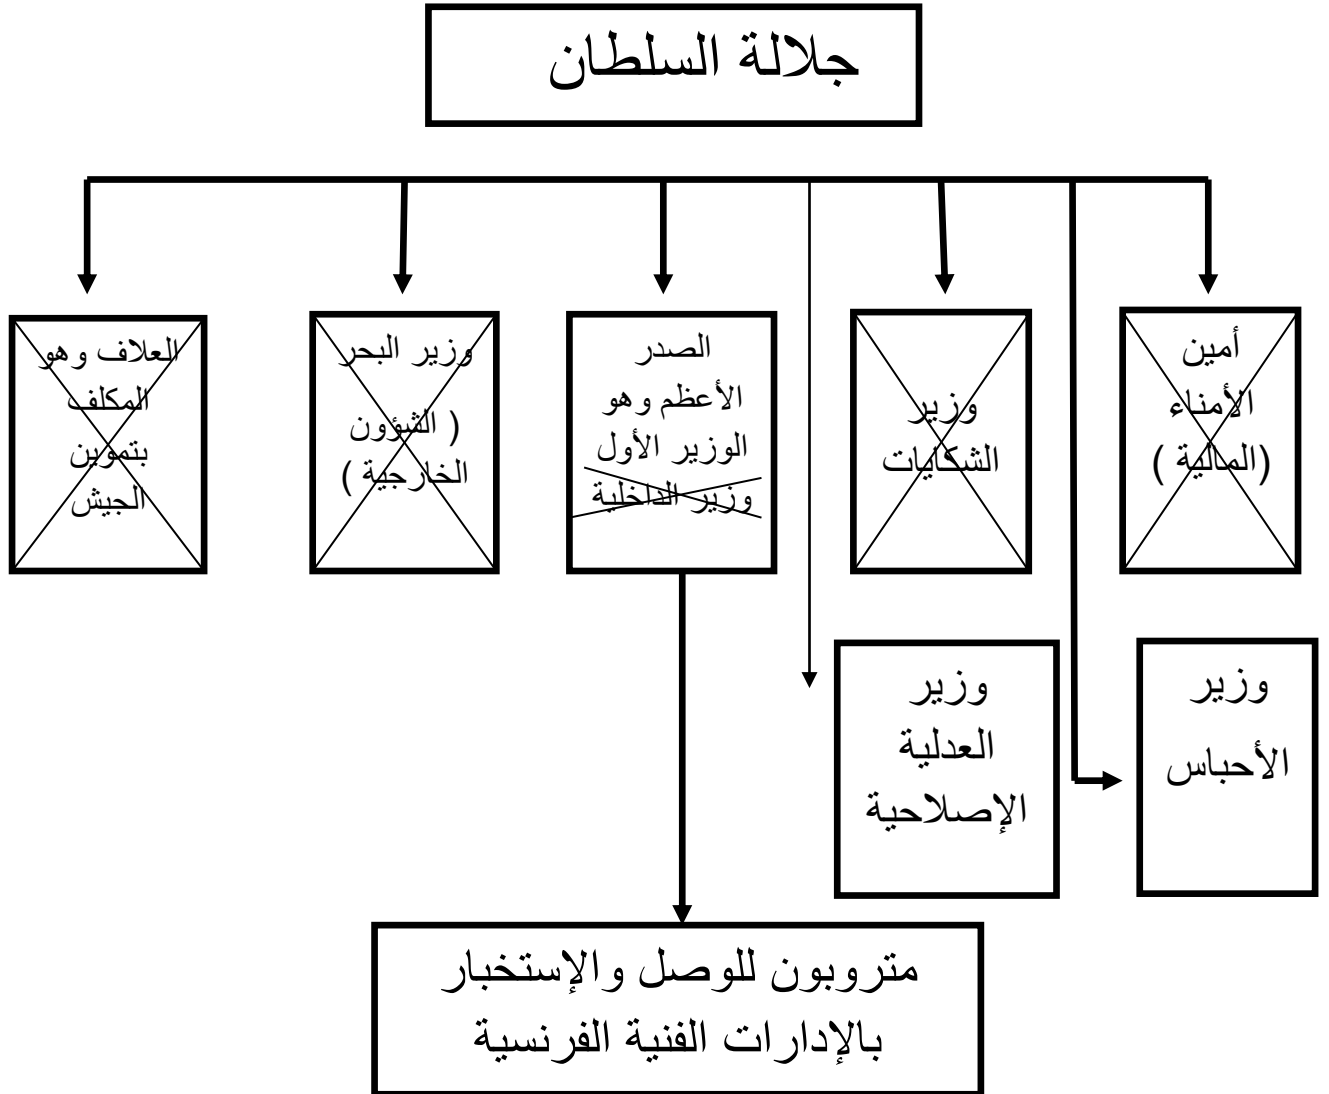 جلالة السلطان
أمين
الأمناء
(المالية )
وزير
الشكايات
الصدر
الأعظم وهو
الوزير الأول
وزير الداخلية
وزير البحر
( الشؤون
الخارجية )
العلاف وهو
المكلف
بتموين
الجيش
وزير
الأحباس
وزير
العدلية
الإصلاحية
متروبون للوصل والإستخبار
بالإدارات الفنية الفرنسية